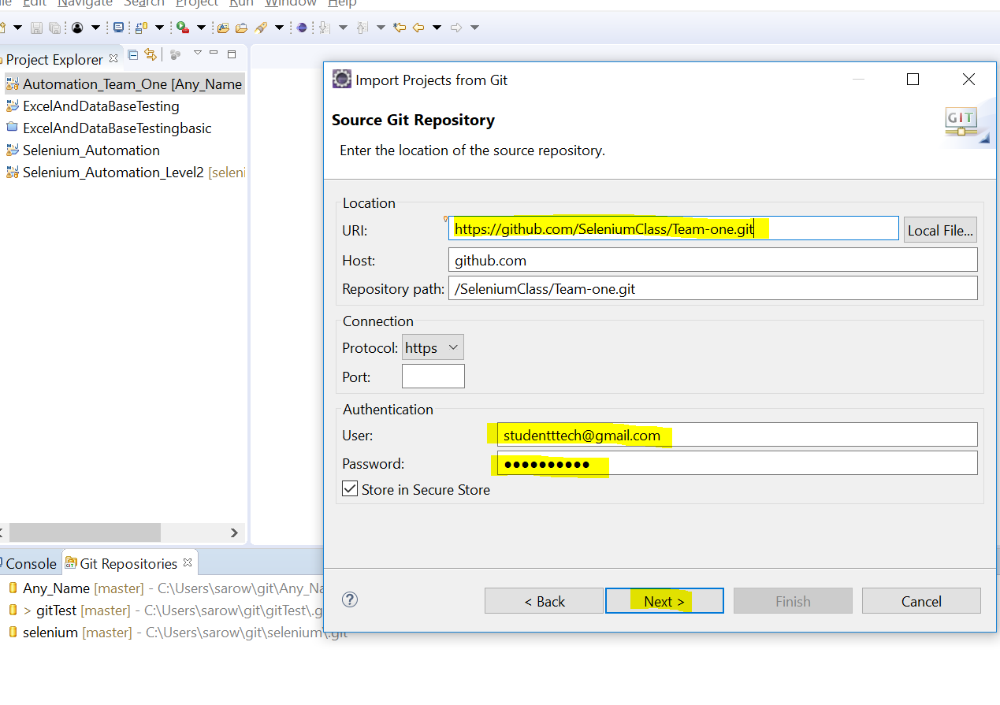 Edit Navigate Search Project Run Window Help
Project Explorer
Automation_Team_One [Any_Name
ExcelAndDataBaseTesting
ExcelAndDataBaseTestingbasic
Selenium_Automation
Selenium_Automation_Level2 [seleni
Import Projects from Git
Source Git Repository
GIT
Enter the location of the source repository.
Location
URI: https://github.com/SeleniumClass/Team-one.git Local File...
Host: github.com
Repository path: /SeleniumClass/Team-one.git
Connection
Protocol: https
Port:
Authentication
User: studentttech@gmail.com
Password: ●●●●●●●●●●
Store in Secure Store
? < Back Next > Finish Cancel
Console Git Repositories
Any_Name [master] - C:\Users\sarow\git\Any_Na
> gitTest [master] - C:\Users\sarow\git\gitTest\.g
selenium [master] - C:\Users\sarow\git\selenium\.git